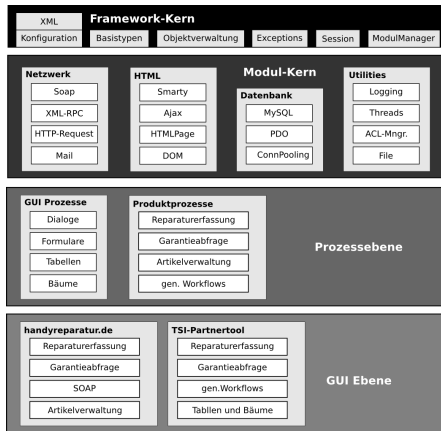 XML
Framework-Kern
Konfiguration
Basistypen
Objektverwaltung
Exceptions
Session
ModulManager
Modul-Kern
Netzwerk
Soap
XML-RPC
HTTP-Request
Mail
HTML
Smarty
Ajax
HTMLPage
DOM
Datenbank
MySQL
PDO
ConnPooling
Utilities
Logging
Threads
ACL-Mngr.
File
GUI Prozesse
Dialoge
Formulare
Tabellen
Bäume
Produktprozesse
Reparaturerfassung
Garantieabfrage
Artikelverwaltung
gen. Workflows
Prozessebene
handyreparatur.de
Reparaturerfassung
Garantieabfrage
SOAP
Artikelverwaltung
TSI-Partnertool
Reparaturerfassung
Garantieabfrage
gen.Workflows
Tabllen und Bäume
GUI Ebene